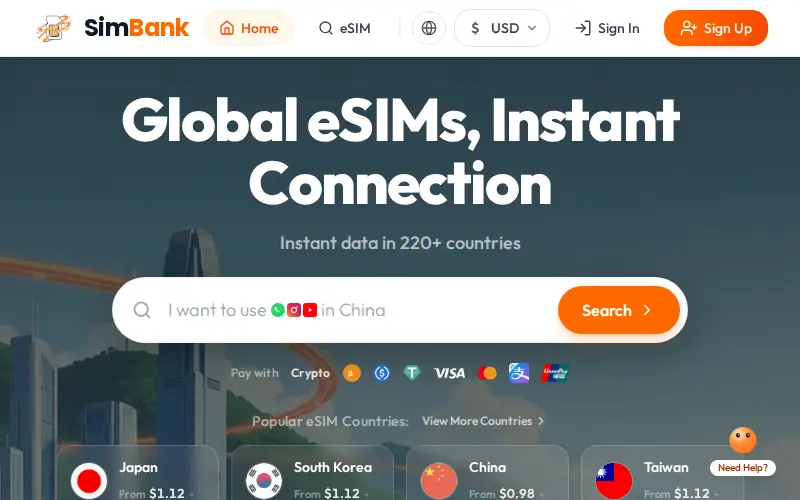 SimBank
Home
eSIM
$ USD
Sign In
Sign Up
Global eSIMs, Instant
Connection
Instant data in 220+ countries
I want to use in China
Search
Pay with Crypto VISA
Popular eSIM Countries: View More Countries
Japan
From $1.12 +
South Korea
From $1.12 +
China
From $0.98 +
Taiwan
From $1.12 +
Need Help?